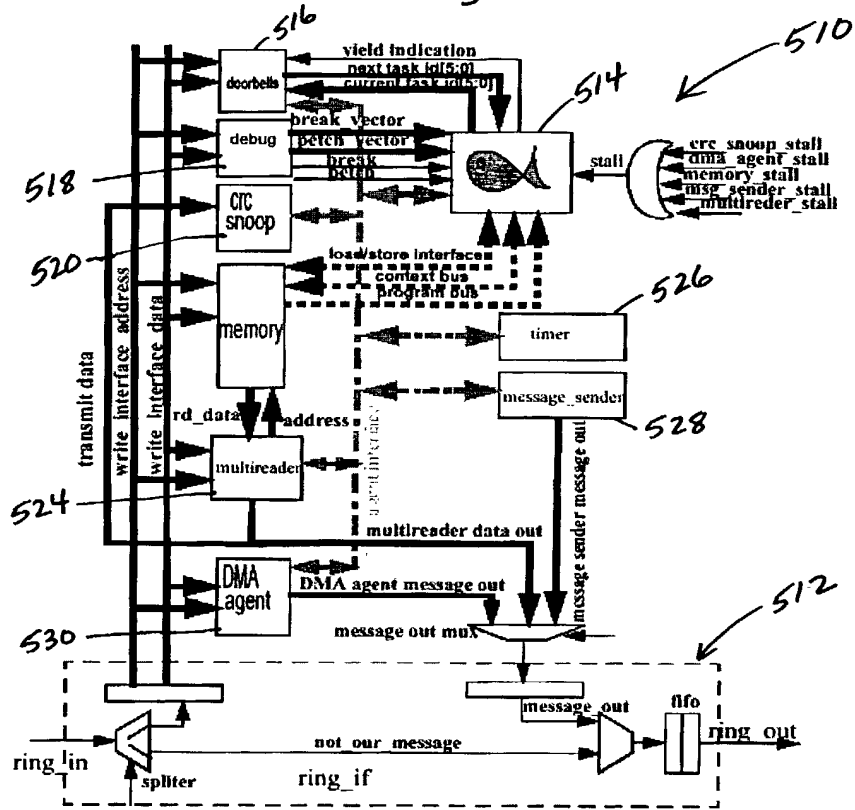 516
510
yield indication
next task id[5:0]
current task id[5:0]
doorbells
514
break_vector
debug
petch_vector
break
petch
518
stall
crc_snoop_stall
dma_agent_stall
memory_stall
msg_sender_stall
multireder_stall
crc
snoop
520
load/store interface
context bus
program bus
526
memory
timer
message_sender
528
rd_data
address
transmit data
write interface address
write interface data
multireader
524
multireader data out
message sender message out
DMA
agent
DMA agent message out
530
message out mux
512
message_out
fifo
ring_out
not_our_message
ring_in
spliter
ring_if